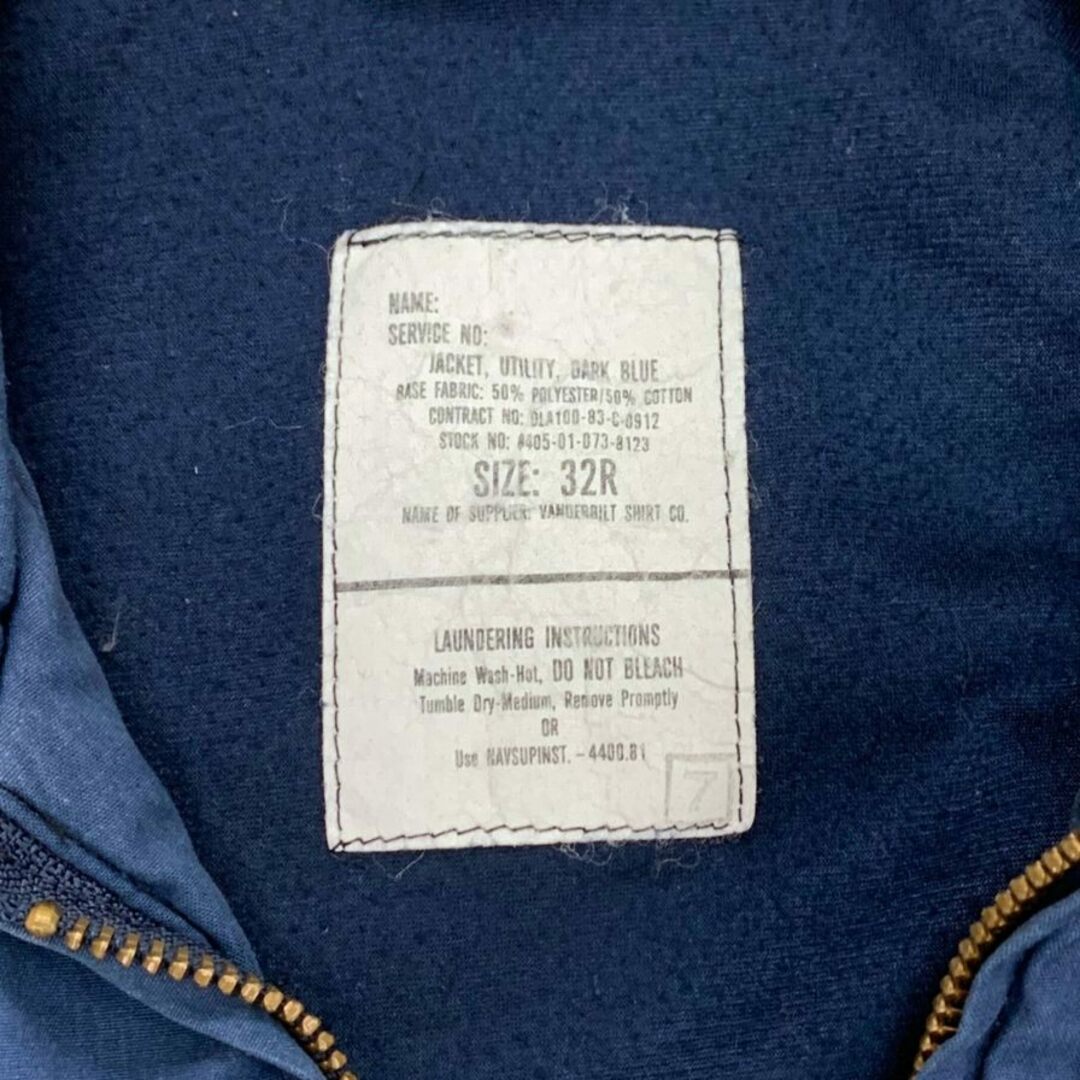 NAME:
SERVICE NO:
JACKET, UTILITY, DARK BLUE
BASE FABRIC: 50% POLYESTER/50% COTTON
CONTRACT NO: DLA100-83-C-0912
STOCK NO: 8405-01-073-8123
SIZE: 32R
NAME OF SUPPLIER: VANDERBILT SHIRT CO.
LAUNDERING INSTRUCTIONS
Machine Wash-Hot, DO NOT BLEACH
Tumble Dry-Medium, Remove Promptly
OR
Use NAVSUPINST. -4400.81
7